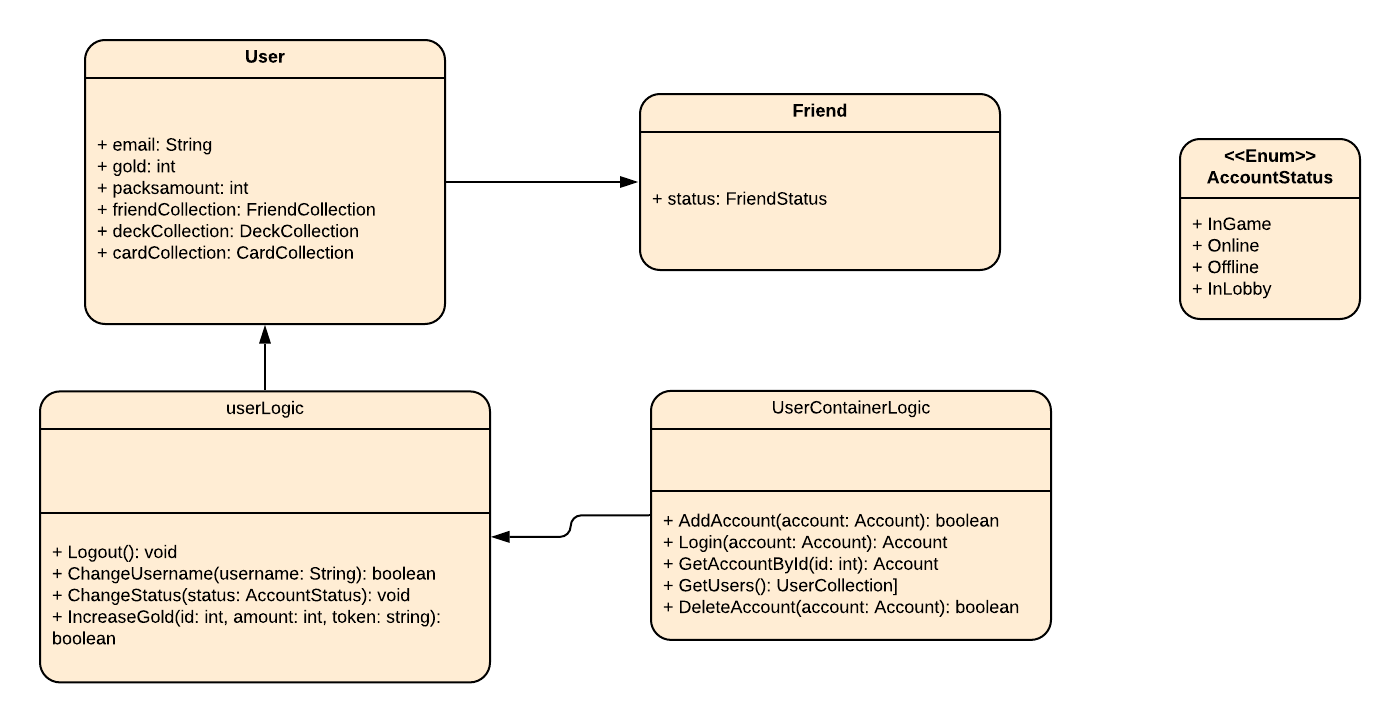 User
+ email: String
+ gold: int
+ packsamount: int
+ friendCollection: FriendCollection
+ deckCollection: DeckCollection
+ cardCollection: CardCollection
Friend
+ status: FriendStatus
<<Enum>>
AccountStatus
+ InGame
+ Online
+ Offline
+ InLobby
userLogic
+ Logout(): void
+ ChangeUsername(username: String): boolean
+ ChangeStatus(status: AccountStatus): void
+ IncreaseGold(id: int, amount: int, token: string):
boolean
UserContainerLogic
+ AddAccount(account: Account): boolean
+ Login(account: Account): Account
+ GetAccountById(id: int): Account
+ GetUsers(): UserCollection]
+ DeleteAccount(account: Account): boolean